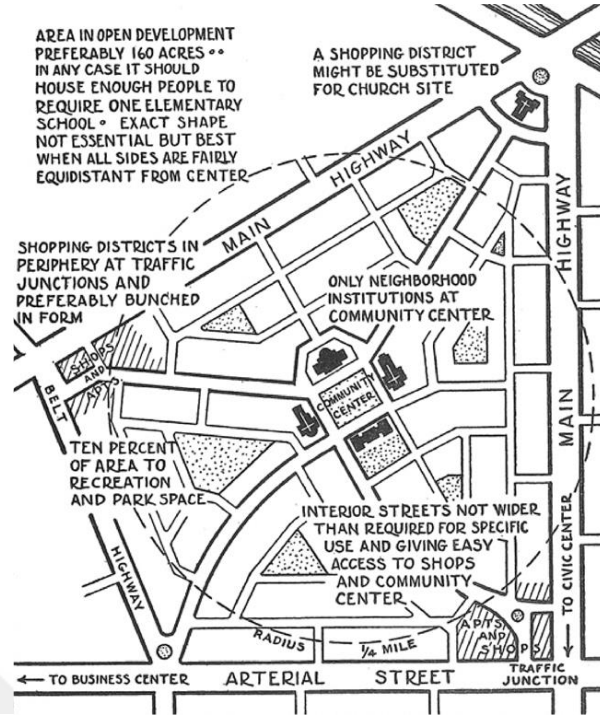 AREA IN OPEN DEVELOPMENT
PREFERABLY 160 ACRES • •
IN ANY CASE IT SHOULD
HOUSE ENOUGH PEOPLE TO
REQUIRE ONE ELEMENTARY
SCHOOL • EXACT SHAPE
NOT ESSENTIAL BUT BEST
WHEN ALL SIDES ARE FAIRLY
EQUIDISTANT FROM CENTER
A SHOPPING DISTRICT
MIGHT BE SUBSTITUTED
FOR CHURCH SITE
MAIN HIGHWAY
HIGHWAY
MAIN
SHOPPING DISTRICTS IN
PERIPHERY AT TRAFFIC
JUNCTIONS AND
PREFERABLY BUNCHED
IN FORM
ONLY NEIGHBORHOOD
INSTITUTIONS AT
COMMUNITY CENTER
SHOPS
AND
APTS
BELT
HIGHWAY
COMMUNITY
CENTER
TEN PERCENT
OF AREA TO
RECREATION
AND PARK SPACE
INTERIOR STREETS NOT WIDER
THAN REQUIRED FOR SPECIFIC
USE AND GIVING EASY
ACCESS TO SHOPS
AND COMMUNITY
CENTER
TO CIVIC CENTER
APTS
AND
SHOPS
RADIUS 1/4 MILE
TRAFFIC
JUNCTION
← TO BUSINESS CENTER ARTERIAL STREET